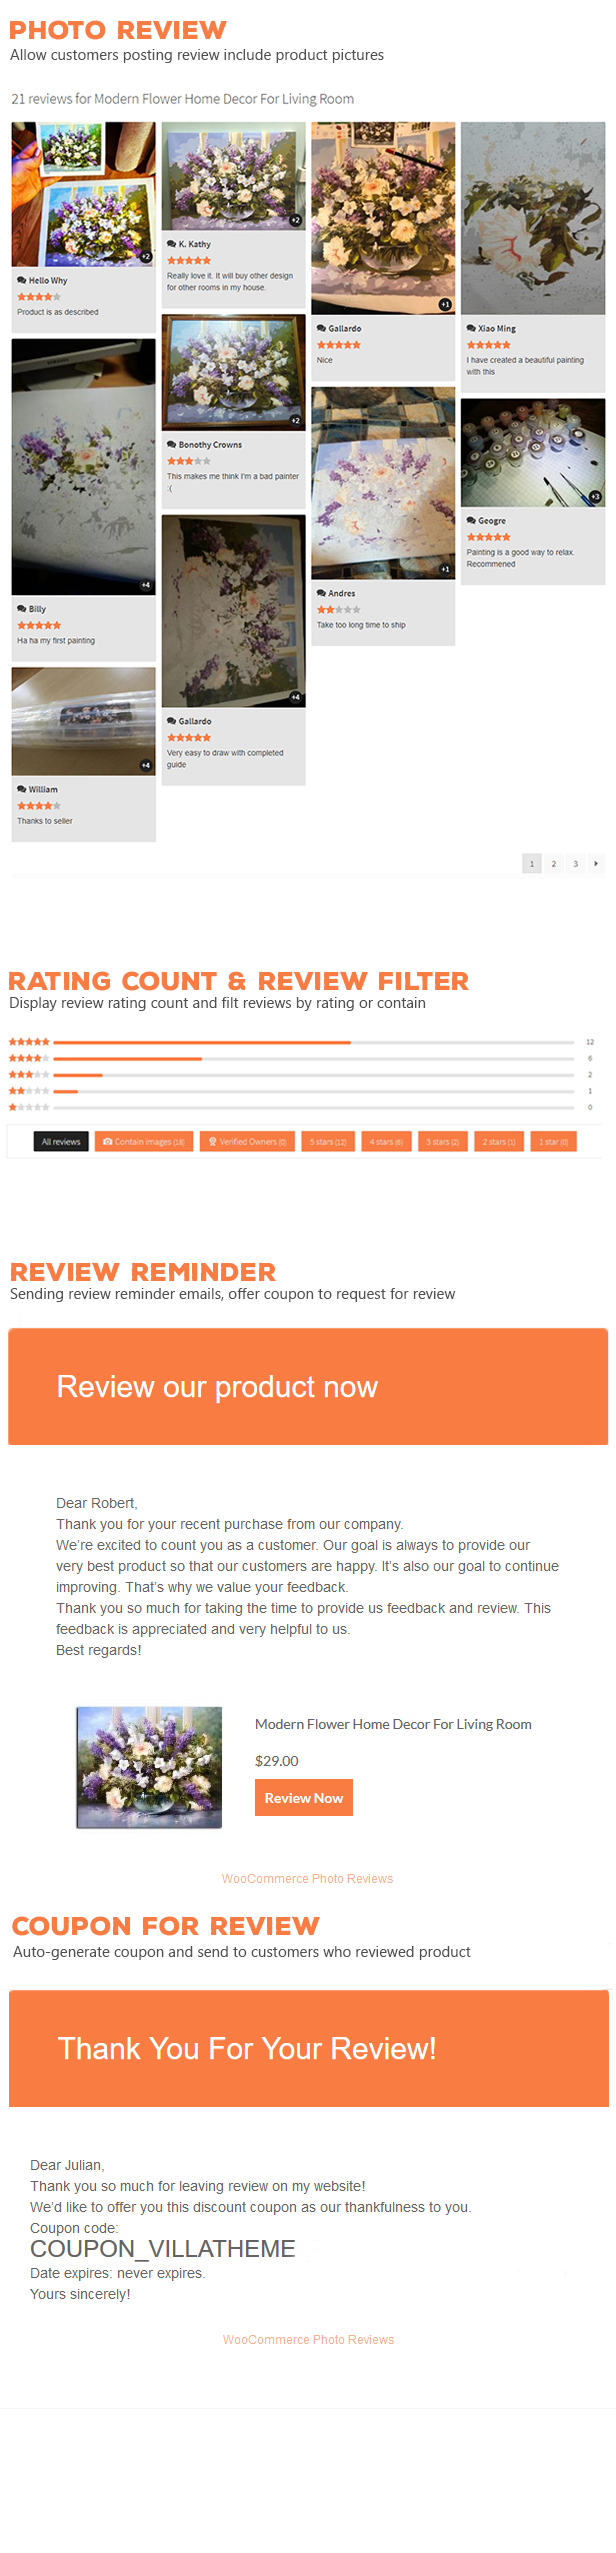 PHOTO REVIEW
Allow customers posting review include product pictures
21 reviews for Modern Flower Home Decor For Living Room
+2
Hello Why
Product is as described
+4
Billy
Ha ha my first painting
+4
William
Thanks to seller
+2
K. Kathy
Really love it. It will buy other design
for other rooms in my house.
+2
Bonothy Crowns
This makes me think I'm a bad painter
:(
+4
Gallardo
Very easy to draw with completed
guide
+1
Gallardo
Nice
+1
Andres
Take too long time to ship
Xiao Ming
I have created a beautiful painting
with this
+3
Geogre
Painting is a good way to relax.
Recommened
1 2 3
RATING COUNT & REVIEW FILTER
Display review rating count and filt reviews by rating or contain
12
6
2
1
0
All reviews Contain images (18) Verified Owners (0) 5 stars (12) 4 stars (6) 3 stars (2) 2 stars (1) 1 star (0)
REVIEW REMINDER
Sending review reminder emails, offer coupon to request for review
Review our product now
Dear Robert,
Thank you for your recent purchase from our company.
We're excited to count you as a customer. Our goal is always to provide our
very best product so that our customers are happy. It's also our goal to continue
improving. That's why we value your feedback.
Thank you so much for taking the time to provide us feedback and review. This
feedback is appreciated and very helpful to us.
Best regards!
Modern Flower Home Decor For Living Room
$29.00
Review Now
WooCommerce Photo Reviews
COUPON FOR REVIEW
Auto-generate coupon and send to customers who reviewed product
Thank You For Your Review!
Dear Julian,
Thank you so much for leaving review on my website!
We'd like to offer you this discount coupon as our thankfulness to you.
Coupon code:
COUPON_VILLATHEME
Date expires: never expires.
Yours sincerely!
WooCommerce Photo Reviews